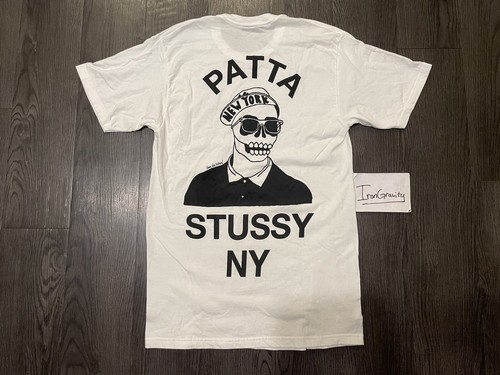 PATTA
NEW YORK
STUSSY
NY
IronGravity